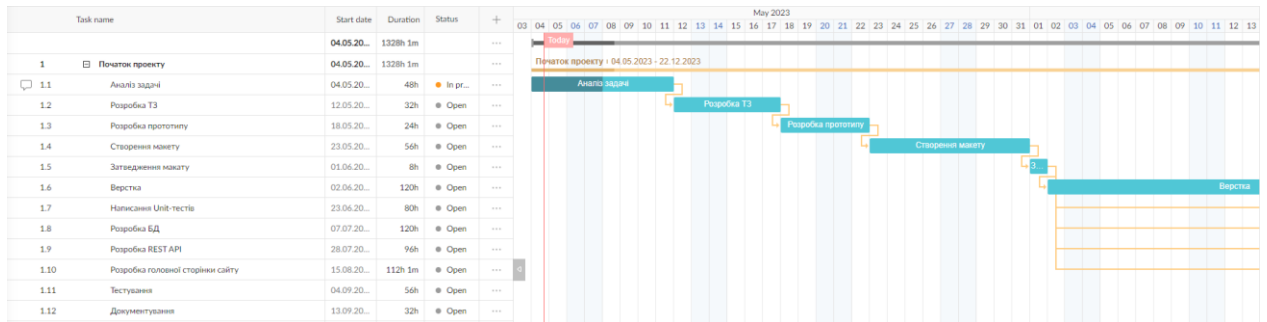 May 2023
Task name Start date Duration Status
03 04 05 06 07 08 09 10 11 12 13 14 15 16 17 18 19 20 21 22 23 24 25 26 27 28 29 30 31 01 02 03 04 05 06 07 08 09 10 11 12 13
04.05.20... 1328h 1m ... Today
1 Початок проекту 04.05.20... 1328h 1m ... Початок проекту 04.05.2023 - 22.12.2023
1.1 Аналіз задачі 04.05.20... 48h In pr... ... Аналіз задачі
1.2 Розробка ТЗ 12.05.20... 32h Open ... Розробка ТЗ
1.3 Розробка прототипу 18.05.20... 24h Open ... Розробка прототипу
1.4 Створення макету 23.05.20... 56h Open ... Створення макету
1.5 Затведження макату 01.06.20... 8h Open ... З...
1.6 Верстка 02.06.20... 120h Open ... Верстка
1.7 Написання Unit-тестів 23.06.20... 80h Open ...
1.8 Розробка БД 07.07.20... 120h Open ...
1.9 Розробка REST API 28.07.20... 96h Open ...
1.10 Розробка головної сторінки сайту 15.08.20... 112h 1m Open ...
1.11 Тестування 04.09.20... 56h Open ...
1.12 Документування 13.09.20... 32h Open ...